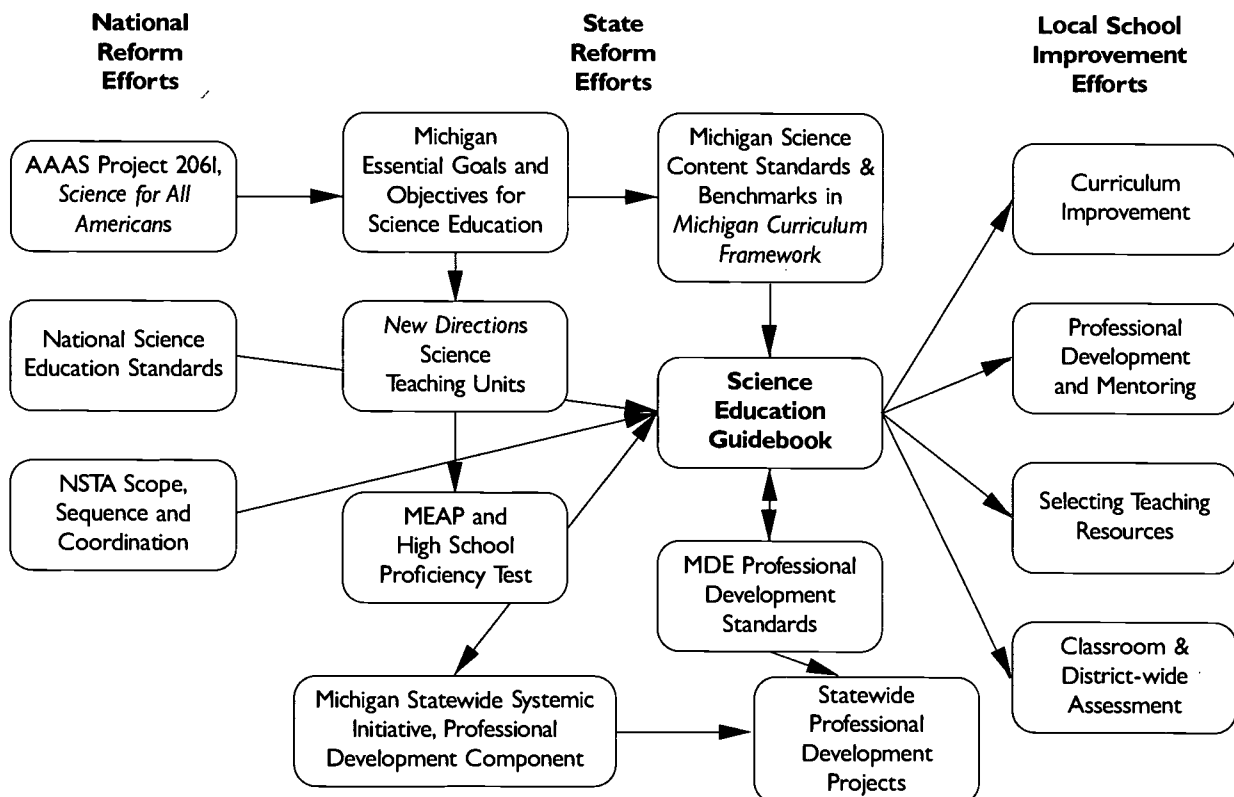 National
Reform
Efforts
State
Reform
Efforts
Local School
Improvement
Efforts
AAAS Project 2061,
Science for All
Americans
Michigan
Essential Goals and
Objectives for
Science Education
Michigan Science
Content Standards &
Benchmarks in
Michigan Curriculum
Framework
Curriculum
Improvement
National Science
Education Standards
New Directions
Science
Teaching Units
Science
Education
Guidebook
Professional
Development
and Mentoring
NSTA Scope,
Sequence and
Coordination
MEAP and
High School
Proficiency Test
MDE Professional
Development
Standards
Selecting Teaching
Resources
Michigan Statewide Systemic
Initiative, Professional
Development Component
Statewide
Professional
Development
Projects
Classroom &
District-wide
Assessment